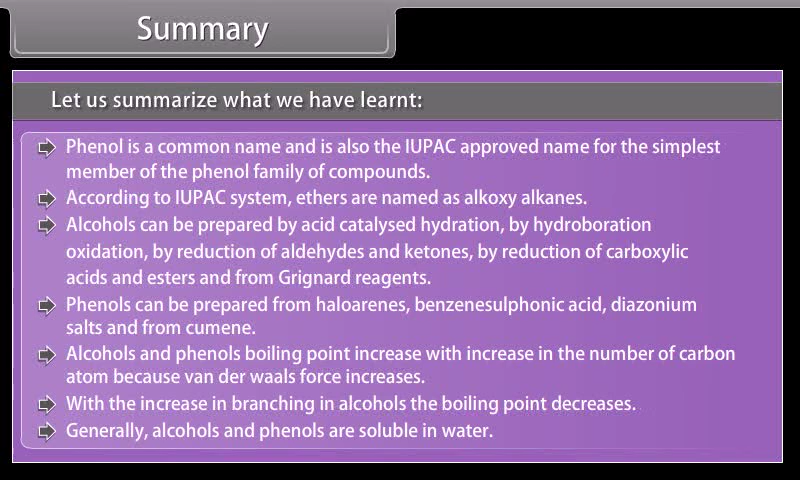 Summary
Let us summarize what we have learnt:
Phenol is a common name and is also the IUPAC approved name for the simplest
member of the phenol family of compounds.
According to IUPAC system, ethers are named as alkoxy alkanes.
Alcohols can be prepared by acid catalysed hydration, by hydroboration
oxidation, by reduction of aldehydes and ketones, by reduction of carboxylic
acids and esters and from Grignard reagents.
Phenols can be prepared from haloarenes, benzenesulphonic acid, diazonium
salts and from cumene.
Alcohols and phenols boiling point increase with increase in the number of carbon
atom because van der waals force increases.
With the increase in branching in alcohols the boiling point decreases.
Generally, alcohols and phenols are soluble in water.